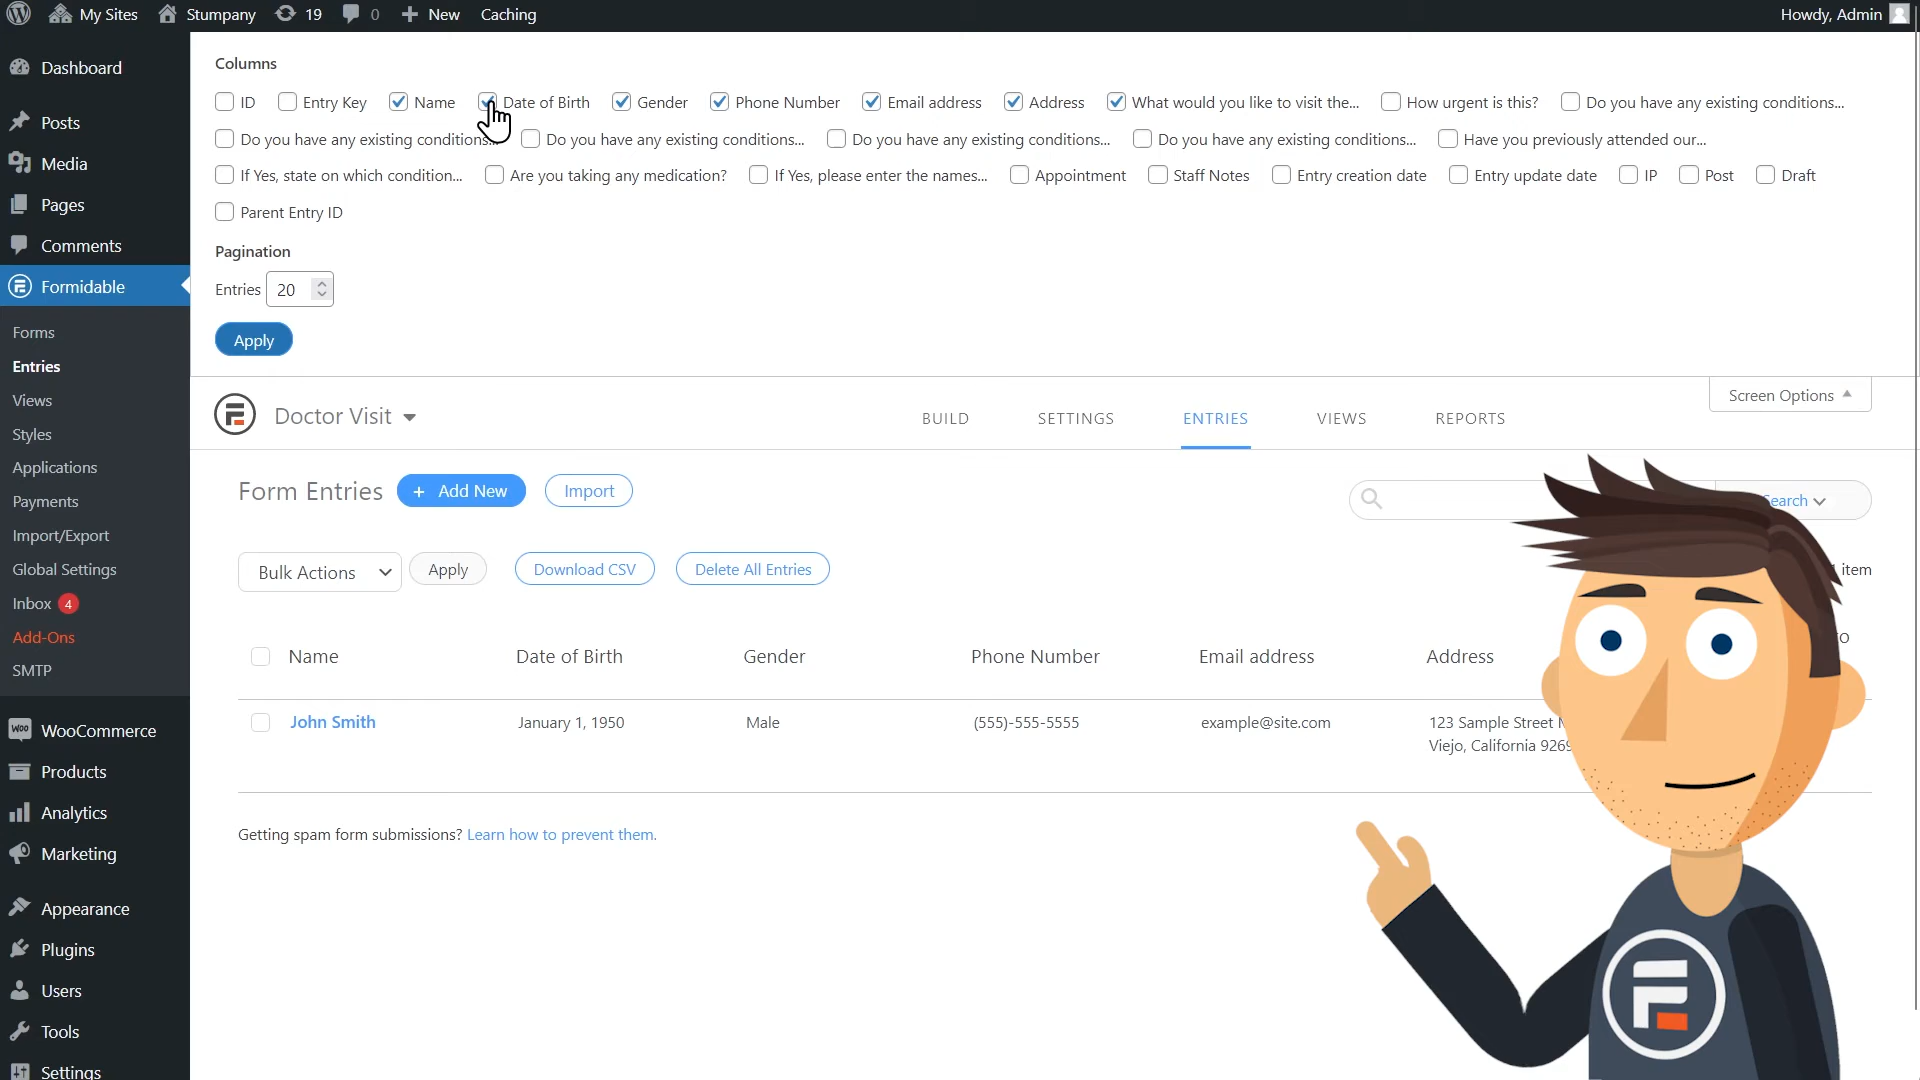 My Sites Stumpany 19 0 New Caching Howdy, Admin
Dashboard
Posts
Media
Pages
Comments
Formidable
Forms
Entries
Views
Styles
Applications
Payments
Import/Export
Global Settings
Inbox 4
Add-Ons
SMTP
WooCommerce
Products
Analytics
Marketing
Appearance
Plugins
Users
Tools
Settings
Columns
ID Entry Key Name Date of Birth Gender Phone Number Email address Address What would you like to visit the... How urgent is this? Do you have any existing conditions...
Do you have any existing conditions... Do you have any existing conditions... Do you have any existing conditions... Do you have any existing conditions... Have you previously attended our...
If Yes, state on which condition... Are you taking any medication? If Yes, please enter the names... Appointment Staff Notes Entry creation date Entry update date IP Post Draft
Parent Entry ID
Pagination
Entries 20
Apply
Screen Options
Doctor Visit BUILD SETTINGS ENTRIES VIEWS REPORTS
Form Entries + Add New Import
Search
Bulk Actions Apply Download CSV Delete All Entries item
Name Date of Birth Gender Phone Number Email address Address
John Smith January 1, 1950 Male (555)-555-5555 example@site.com 123 Sample Street
Viejo, California
Getting spam form submissions? Learn how to prevent them.